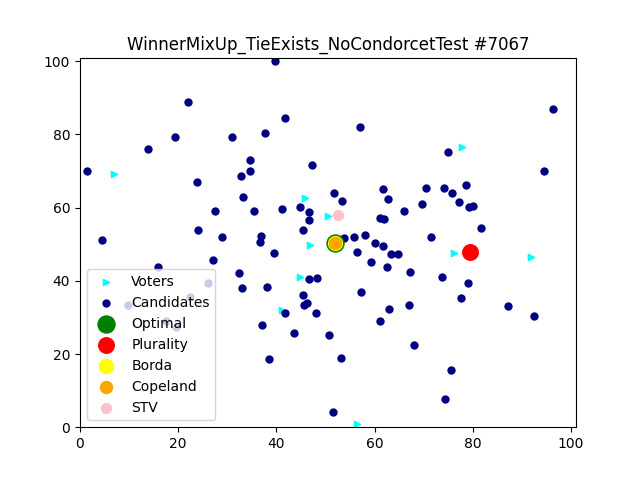 WinnerMixUp_TieExists_NoCondorcetTest #7067
100
80
60
40
20
0
Voters
Candidates
Optimal
Plurality
Borda
Copeland
STV
0 20 40 60 80 100